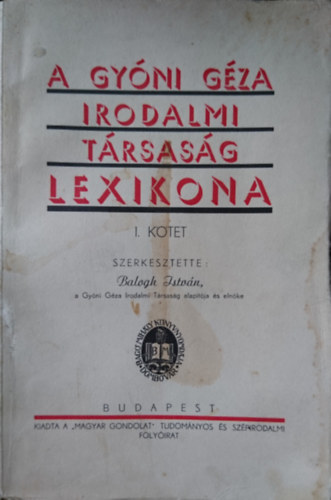 A GYÓNI GÉZA
IRODALMI
TÁRSASÁG
LEXIKONA
I. KÖTET
SZERKESZTETTE:
Balogh István,
a Gyóni Géza Irodalmi Társaság alapítója és elnöke
BUDAPEST
KIADTA A „MAGYAR GONDOLAT" TUDOMÁNYOS ÉS SZÉPIRODALMI
FOLYÓIRAT